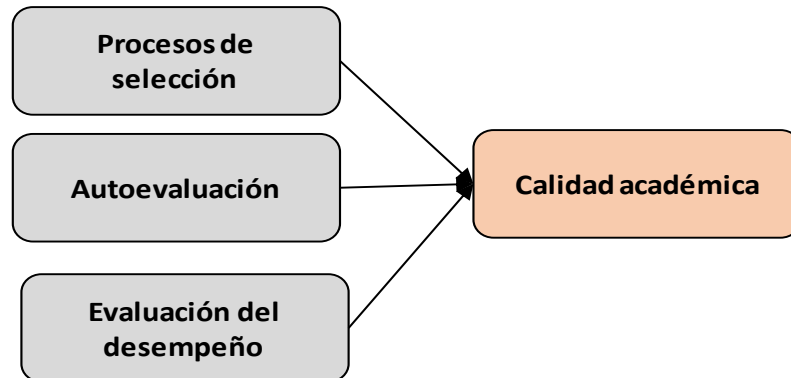 Procesos de
selección
Autoevaluación
Calidad académica
Evaluación del
desempeño